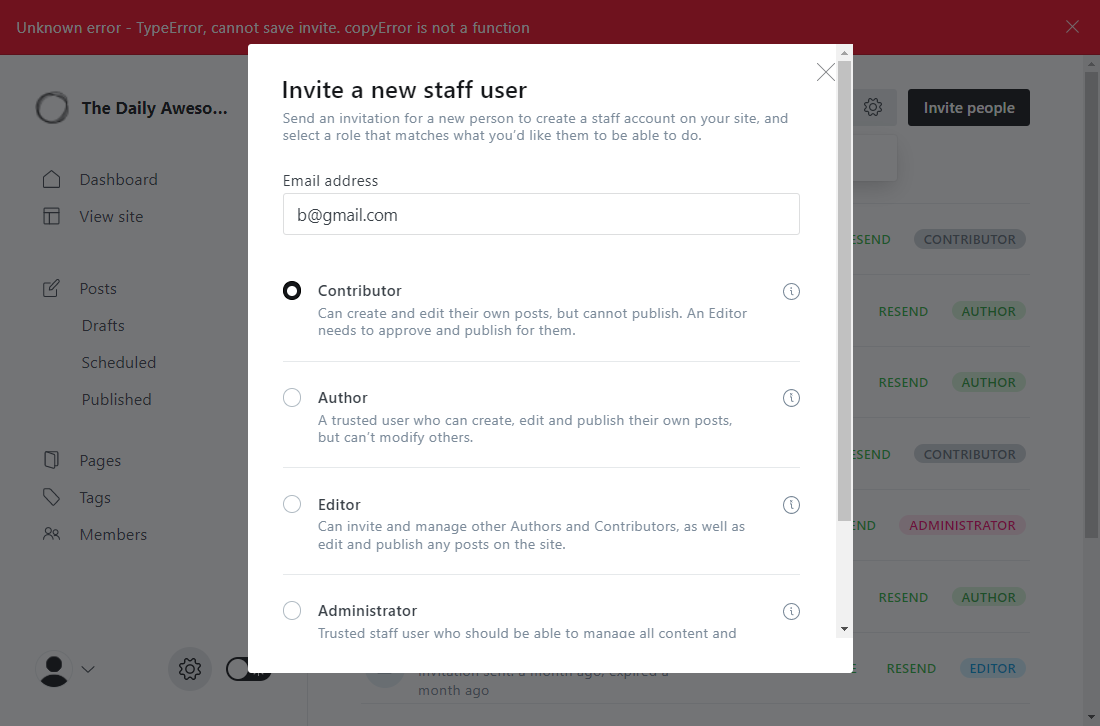 Unknown error - TypeError, cannot save invite. copyError is not a function
The Daily Aweso...
Invite people
Dashboard
View site
Posts
Drafts
Scheduled
Published
Pages
Tags
Members
Invite a new staff user
Send an invitation for a new person to create a staff account on your site, and
select a role that matches what you’d like them to be able to do.
Email address
b@gmail.com
Contributor
Can create and edit their own posts, but cannot publish. An Editor
needs to approve and publish for them.
Author
A trusted user who can create, edit and publish their own posts,
but can’t modify others.
Editor
Can invite and manage other Authors and Contributors, as well as
edit and publish any posts on the site.
Administrator
Trusted staff user who should be able to manage all content and
ESEND CONTRIBUTOR
RESEND AUTHOR
RESEND AUTHOR
ESEND CONTRIBUTOR
END ADMINISTRATOR
RESEND AUTHOR
E RESEND EDITOR
Invitation sent: a month ago, expired a
month ago